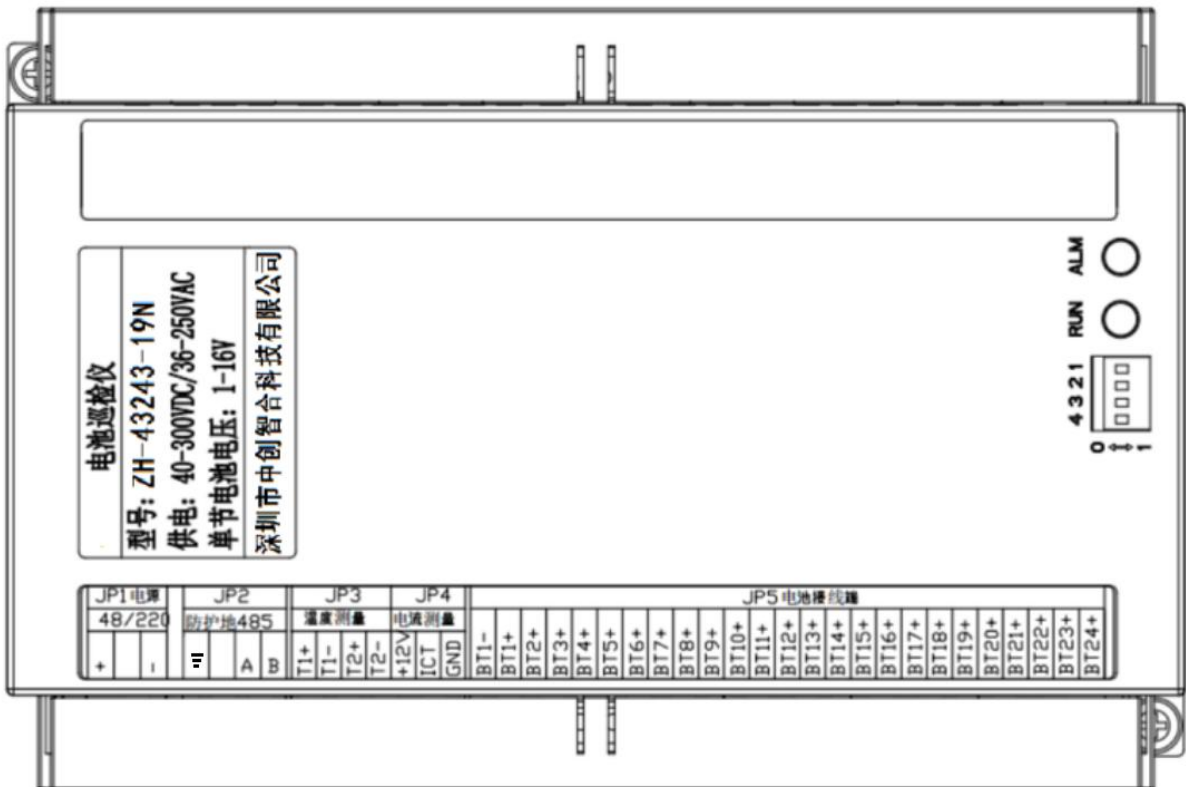 电池巡检仪
型号: ZH-43243-19N
供电: 40-300VDC/36-250VAC
单节电池电压: 1-16V
深圳市中创智合科技有限公司
ALM
RUN
4 3 2 1
0
1
JP1电源 JP2 JP3 JP4 JP5电池接线端
48/220 防护地485 温度测量 电流测量
+ - A B T1+ T1- T2+ T2- +12V ICT GND BT1- BT1+ BT2+ BT3+ BT4+ BT5+ BT6+ BT7+ BT8+ BT9+ BT10+ BT11+ BT12+ BT13+ BT14+ BT15+ BT16+ BT17+ BT18+ BT19+ BT20+ BT21+ BT22+ BT23+ BT24+